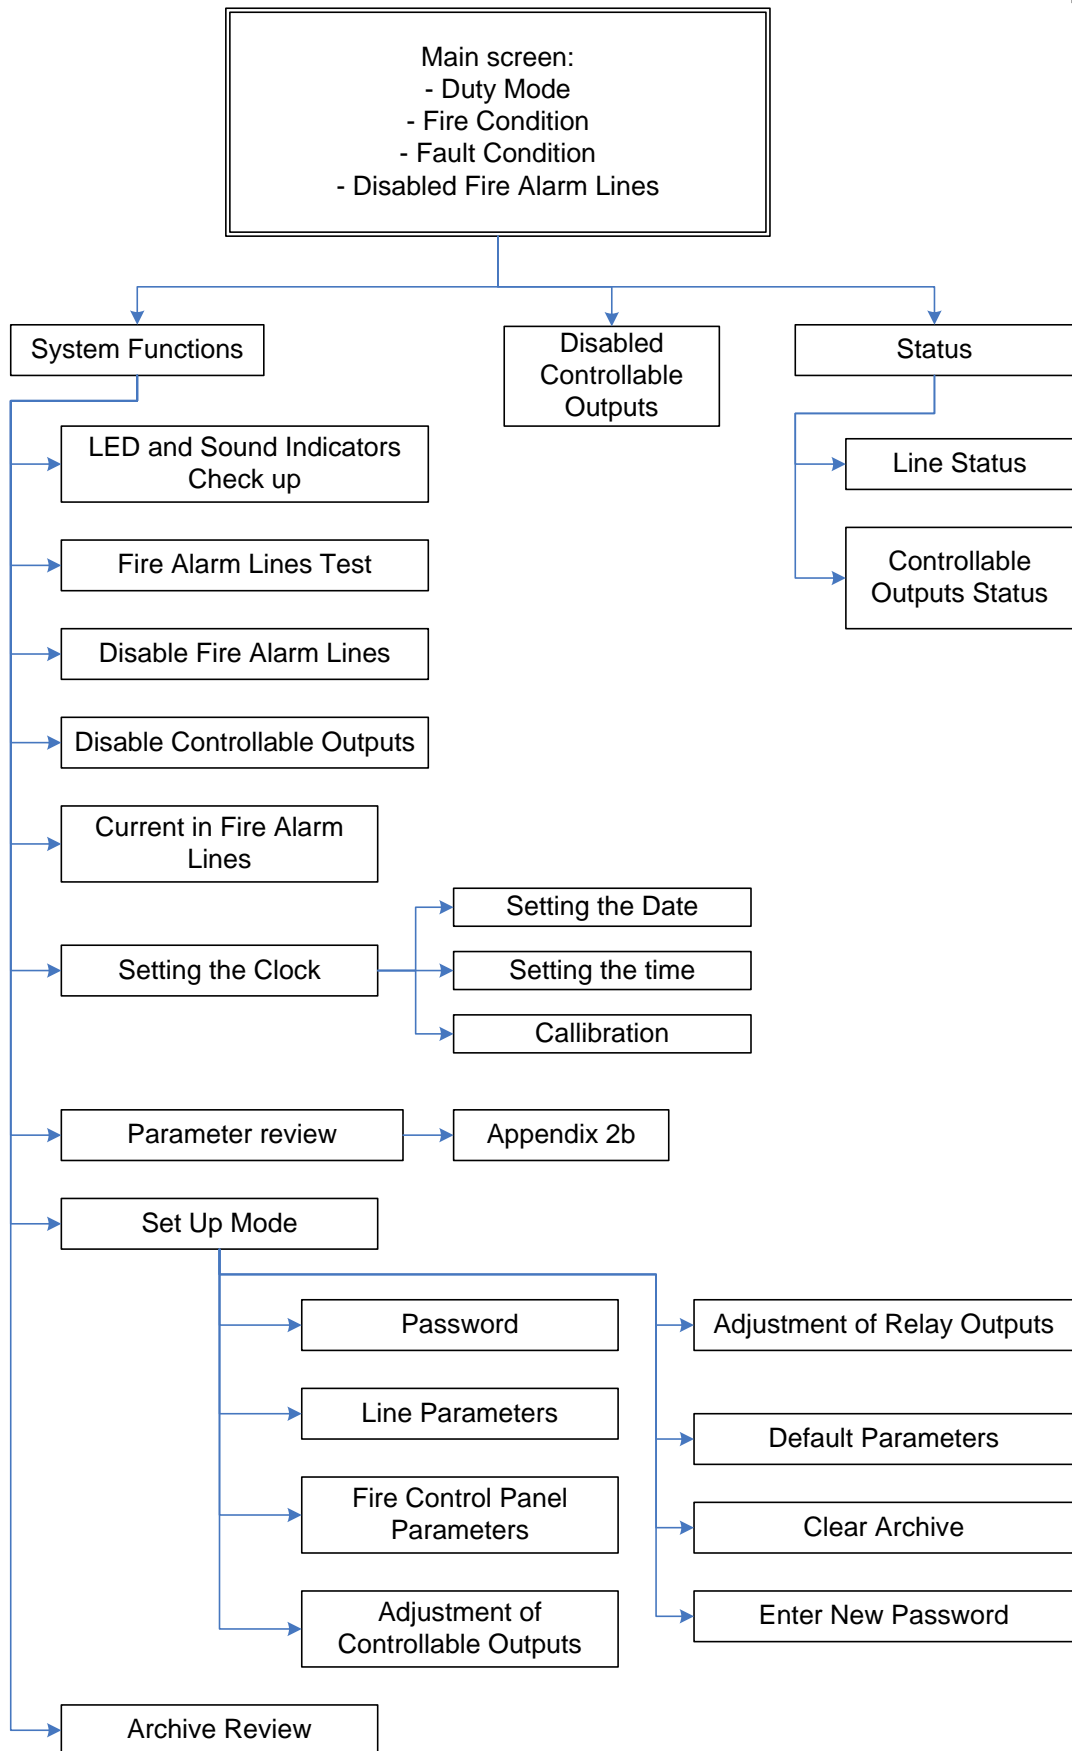 Main screen:
- Duty Mode
- Fire Condition
- Fault Condition
- Disabled Fire Alarm Lines
System Functions
Disabled
Controllable
Outputs
Status
LED and Sound Indicators
Check up
Line Status
Fire Alarm Lines Test
Controllable
Outputs Status
Disable Fire Alarm Lines
Disable Controllable Outputs
Current in Fire Alarm
Lines
Setting the Clock
Setting the Date
Setting the time
Callibration
Parameter review
Appendix 2b
Set Up Mode
Password
Line Parameters
Fire Control Panel
Parameters
Adjustment of
Controllable Outputs
Adjustment of Relay Outputs
Default Parameters
Clear Archive
Enter New Password
Archive Review